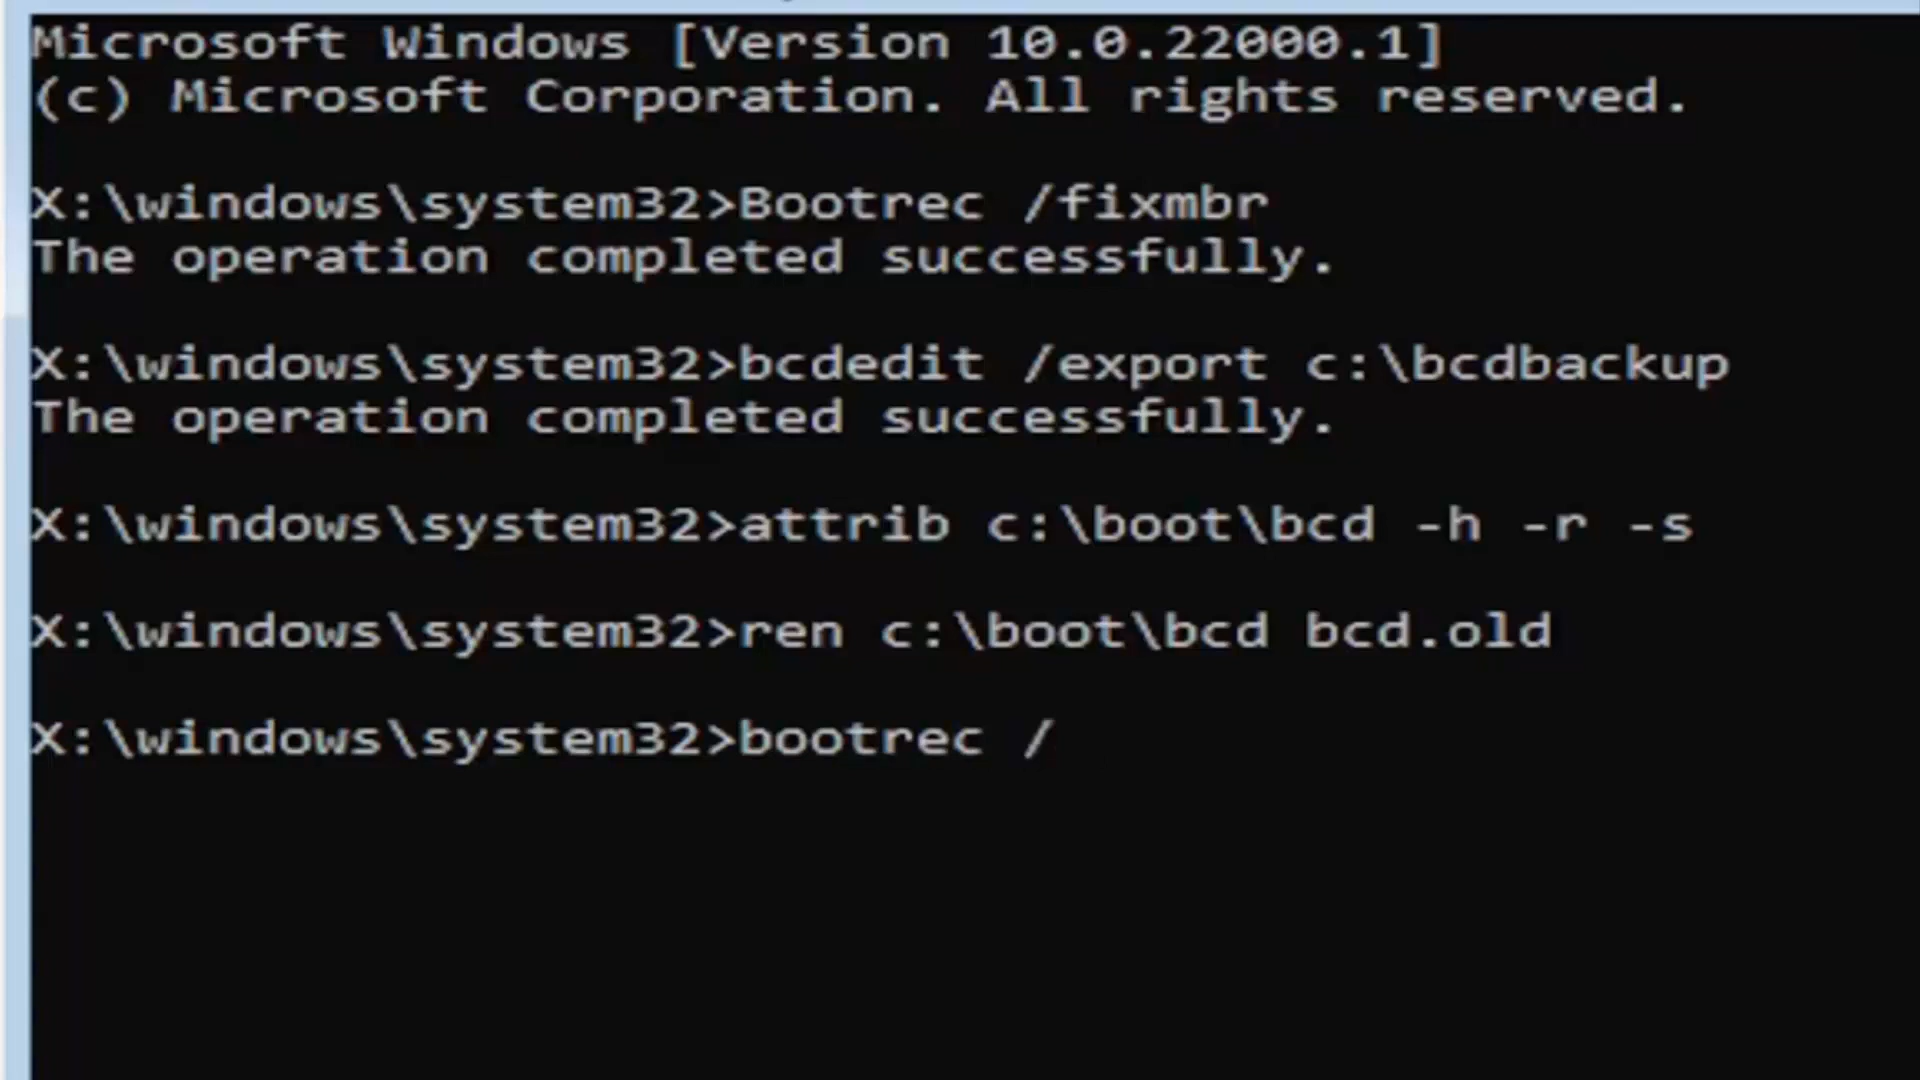 Microsoft Windows [Version 10.0.22000.1]
(c) Microsoft Corporation. All rights reserved.
X:\windows\system32>Bootrec /fixmbr
The operation completed successfully.
X:\windows\system32>bcdedit /export c:\bcdbackup
The operation completed successfully.
X:\windows\system32>attrib c:\boot\bcd -h -r -s
X:\windows\system32>ren c:\boot\bcd bcd.old
X:\windows\system32>bootrec /